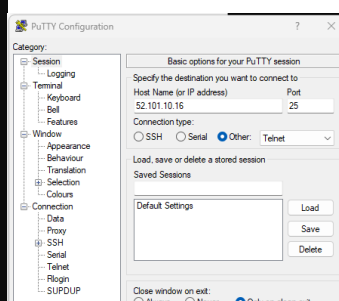 PuTTY Configuration
? ×
Category:
Session
Logging
Terminal
Keyboard
Bell
Features
Window
Appearance
Behaviour
Translation
Selection
Colours
Connection
Data
Proxy
SSH
Serial
Telnet
Rlogin
SUPDUP
Basic options for your PuTTY session
Specify the destination you want to connect to
Host Name (or IP address) Port
52.101.10.16 25
Connection type:
SSH Serial Other: Telnet
Load, save or delete a stored session
Saved Sessions
Default Settings
Load
Save
Delete
Close window on exit: